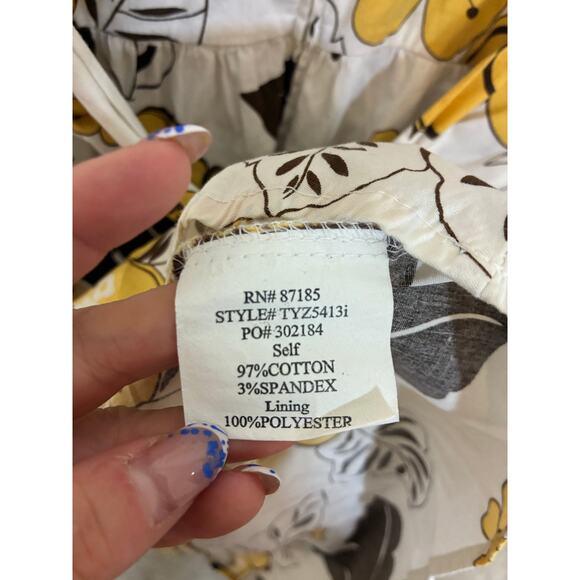 RN# 87185
STYLE# TYZ5413i
PO# 302184
Self
97%COTTON
3%SPANDEX
Lining
100%POLYESTER